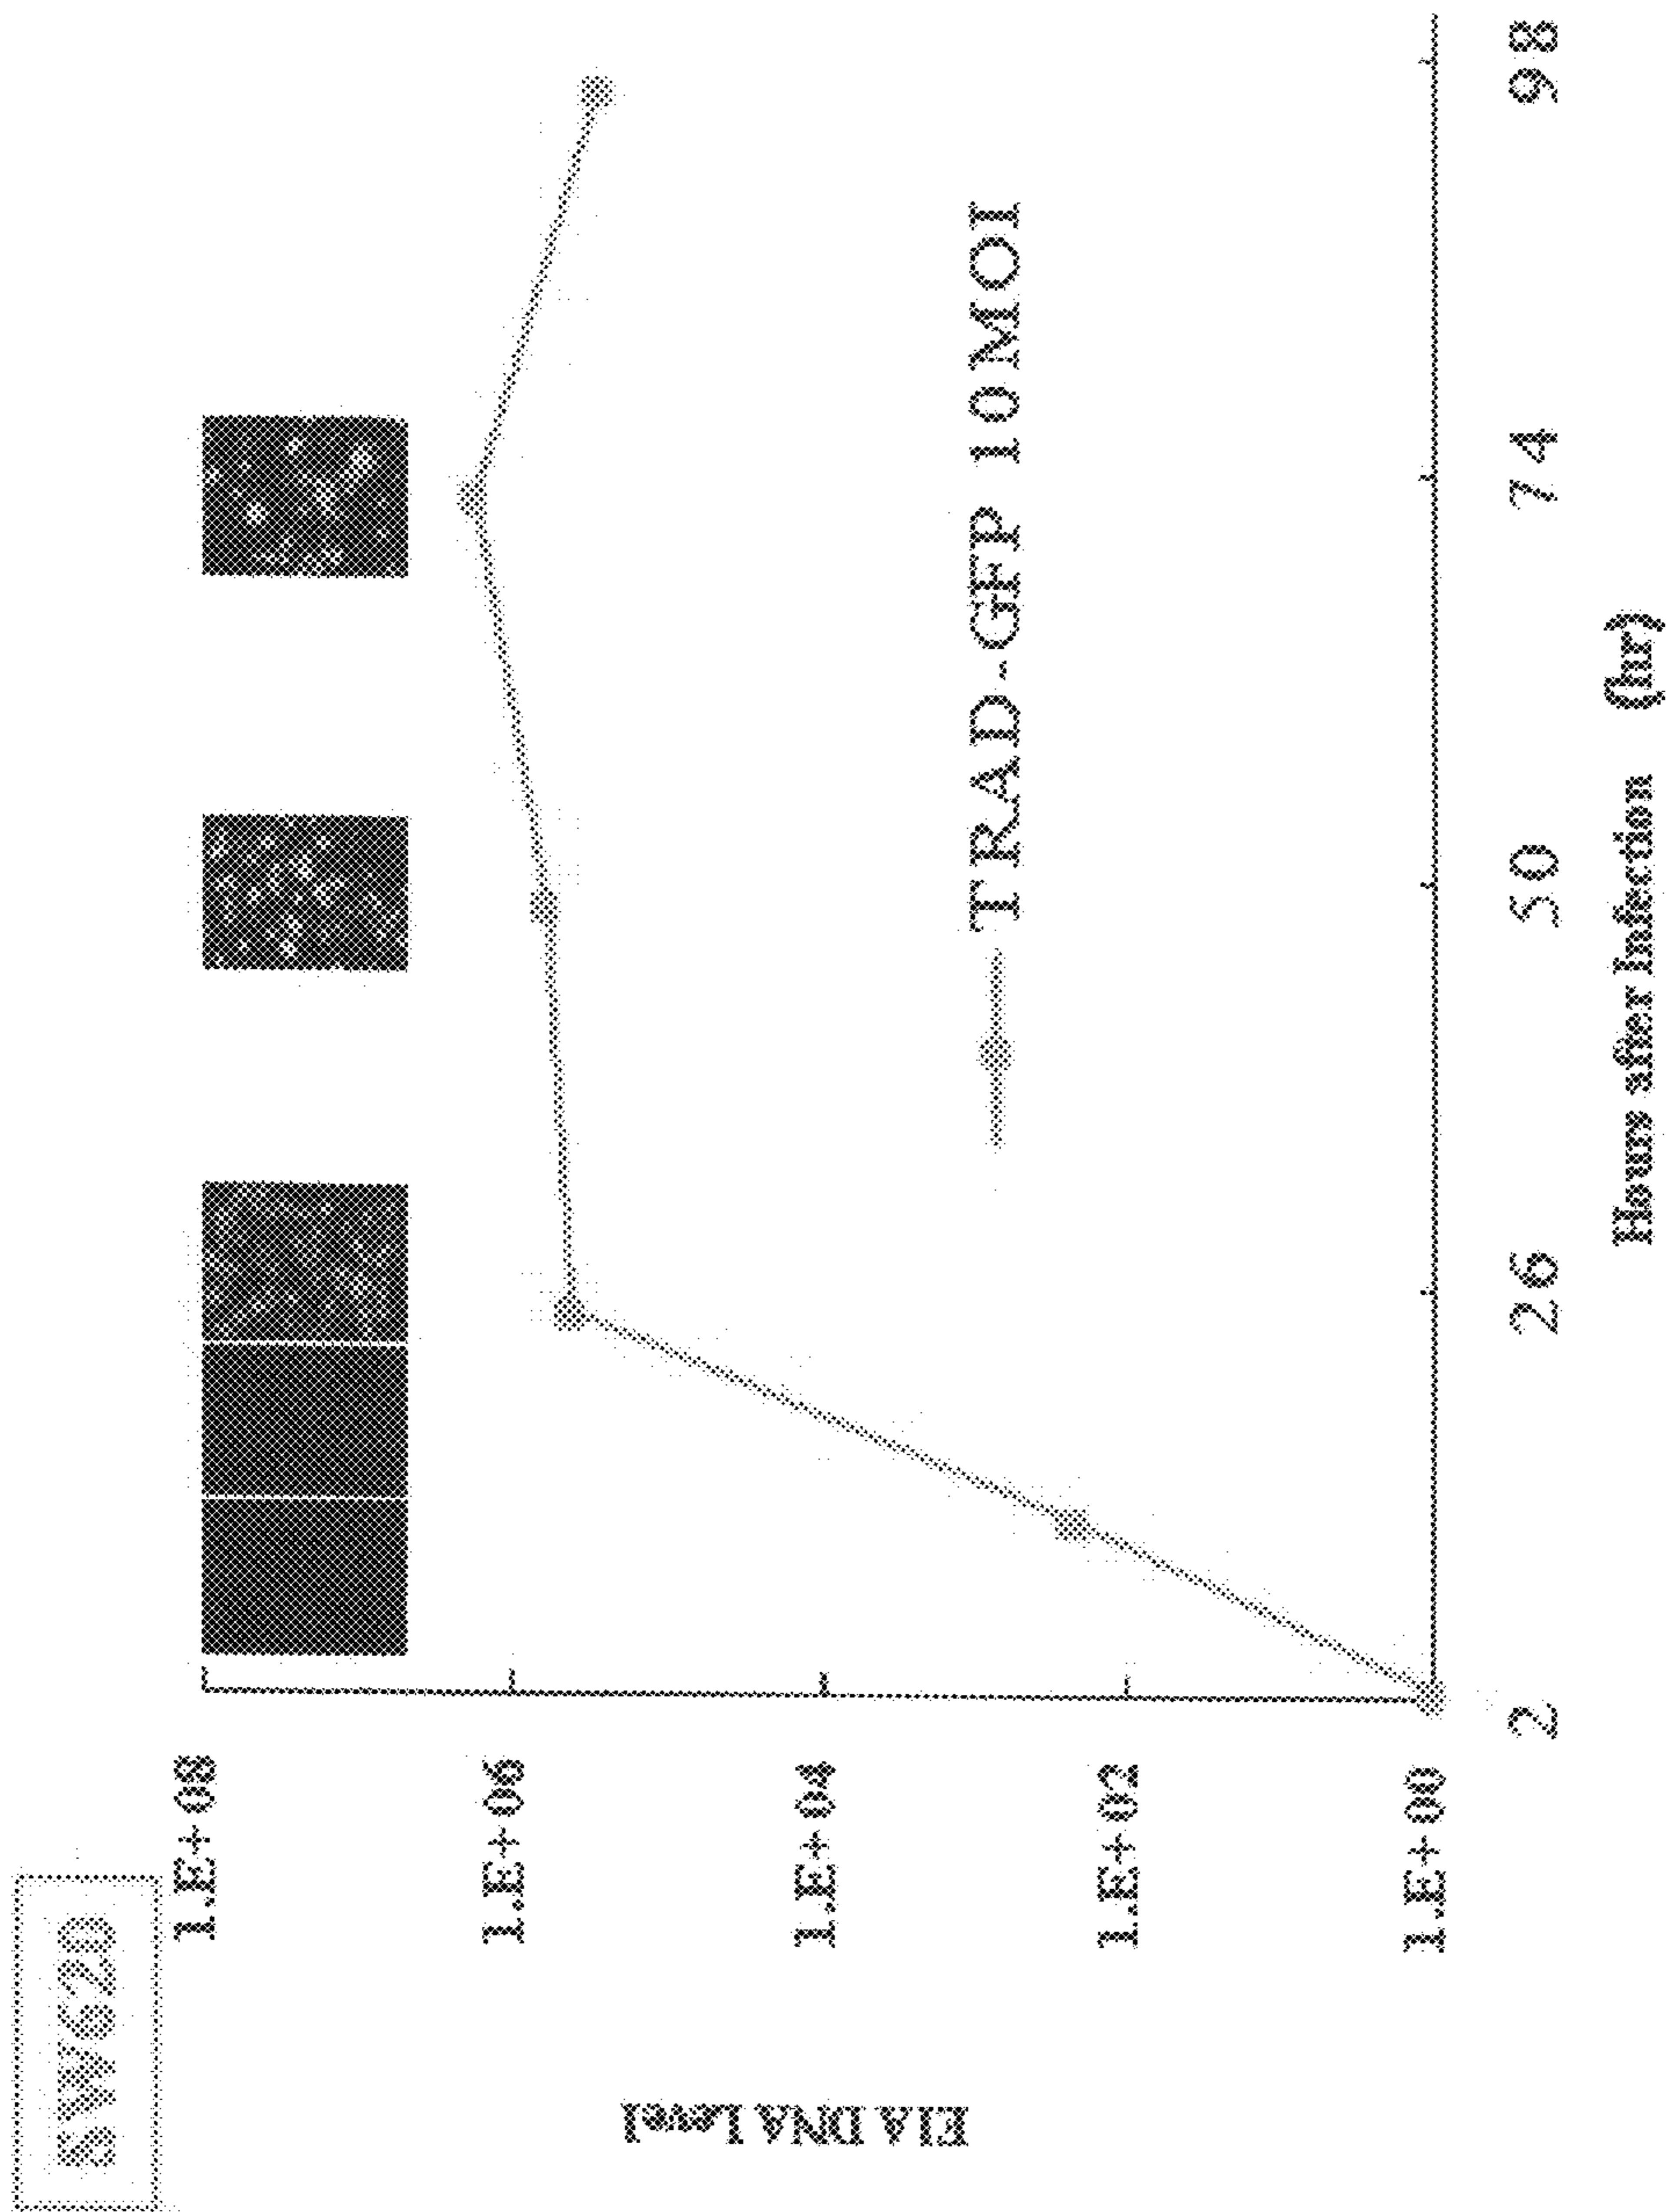 SW620
E1A DNA Level
1.E+08
1.E+06
1.E+04
1.E+02
1.E+00
TRAD-GFP 10MOI
2 26 50 74 98
Hours after Infection (hr)